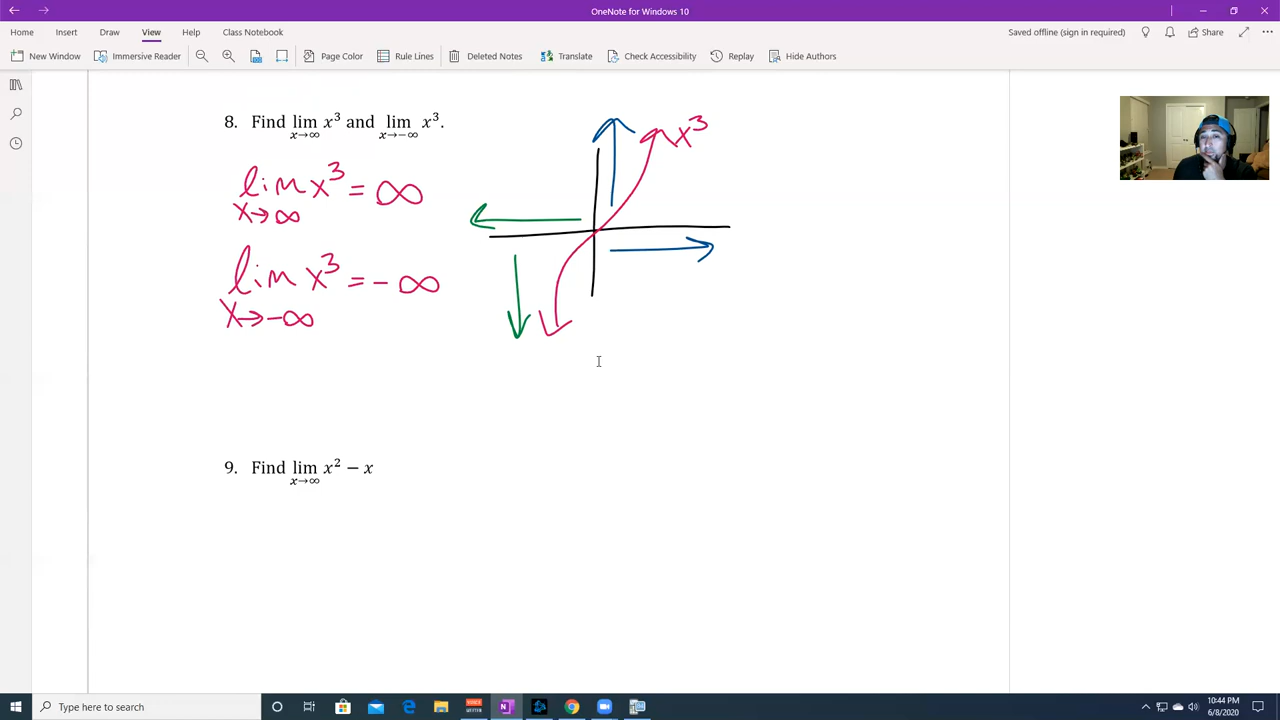 OneNote for Windows 10
Home Insert Draw View Help Class Notebook
Saved offline (sign in required) Share
New Window Immersive Reader Page Color Rule Lines Deleted Notes Translate Check Accessibility Replay Hide Authors
8. Find lim x→∞ x³ and lim x→−∞ x³.
x³
lim x→∞ x³ = ∞
lim x→−∞ x³ = −∞
9. Find lim x→∞ x² − x
Type here to search
10:44 PM
6/8/2020